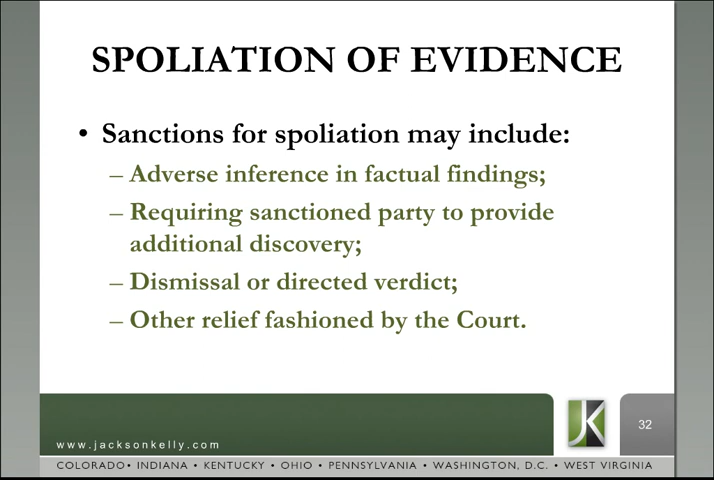 SPOLIATION OF EVIDENCE
• Sanctions for spoliation may include:
– Adverse inference in factual findings;
– Requiring sanctioned party to provide
additional discovery;
– Dismissal or directed verdict;
– Other relief fashioned by the Court.
JK
32
www.jacksonkelly.com
COLORADO• INDIANA • KENTUCKY • OHIO • PENNSYLVANIA • WASHINGTON, D.C. • WEST VIRGINIA